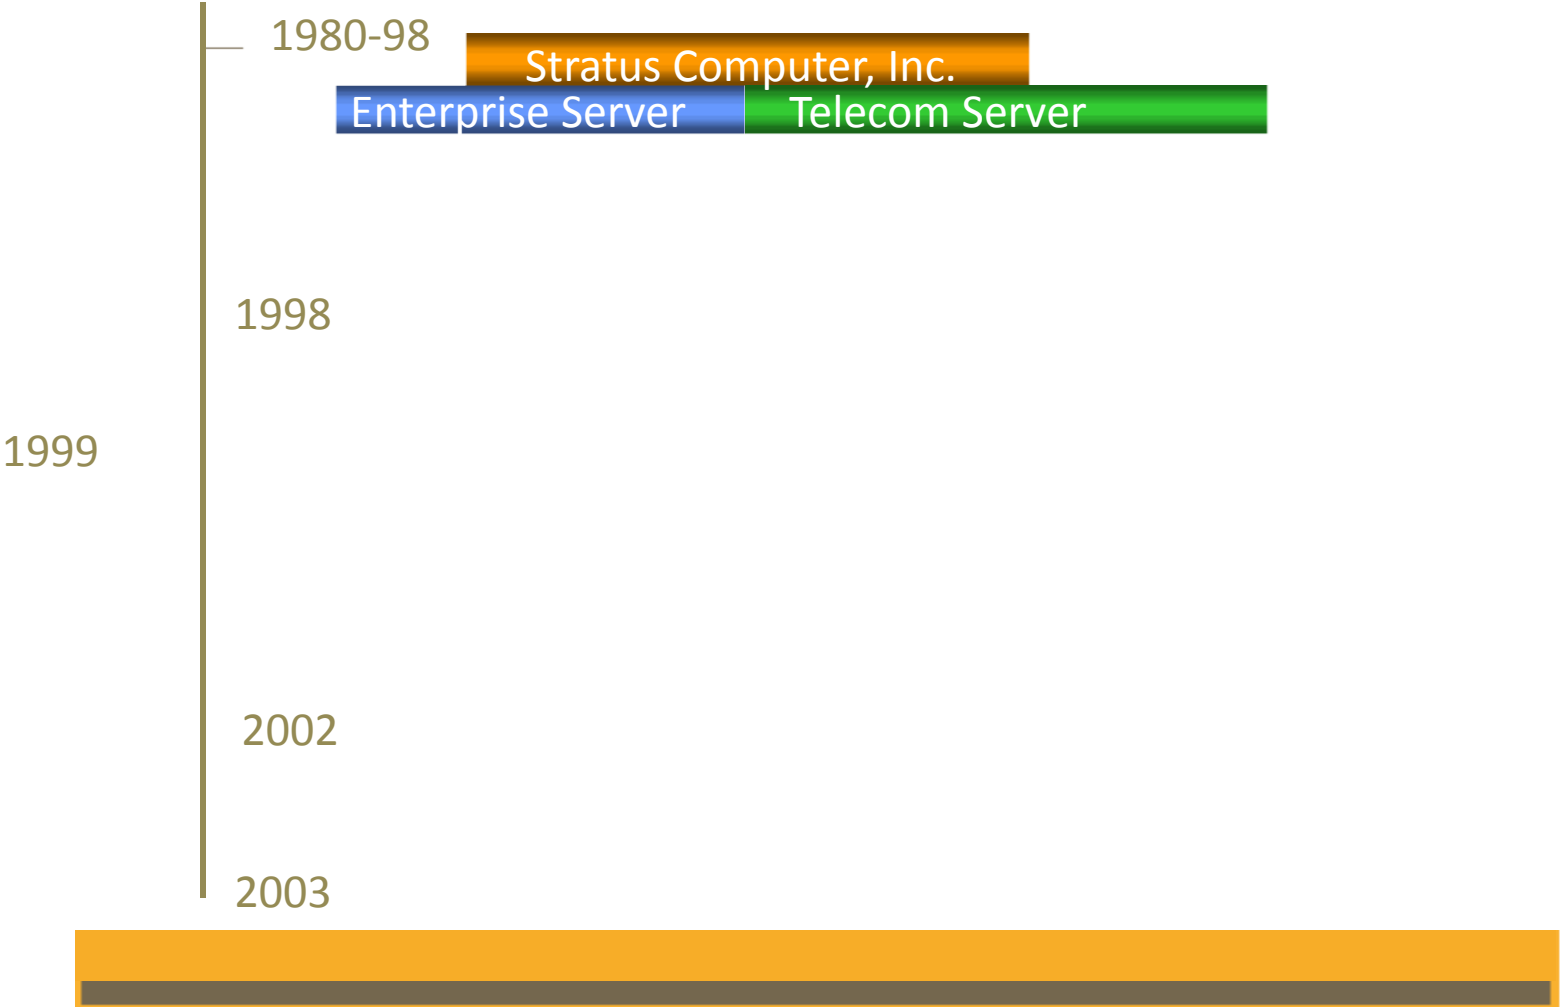 1980-98
Stratus Computer, Inc.
Enterprise Server
Telecom Server
1998
1999
2002
2003